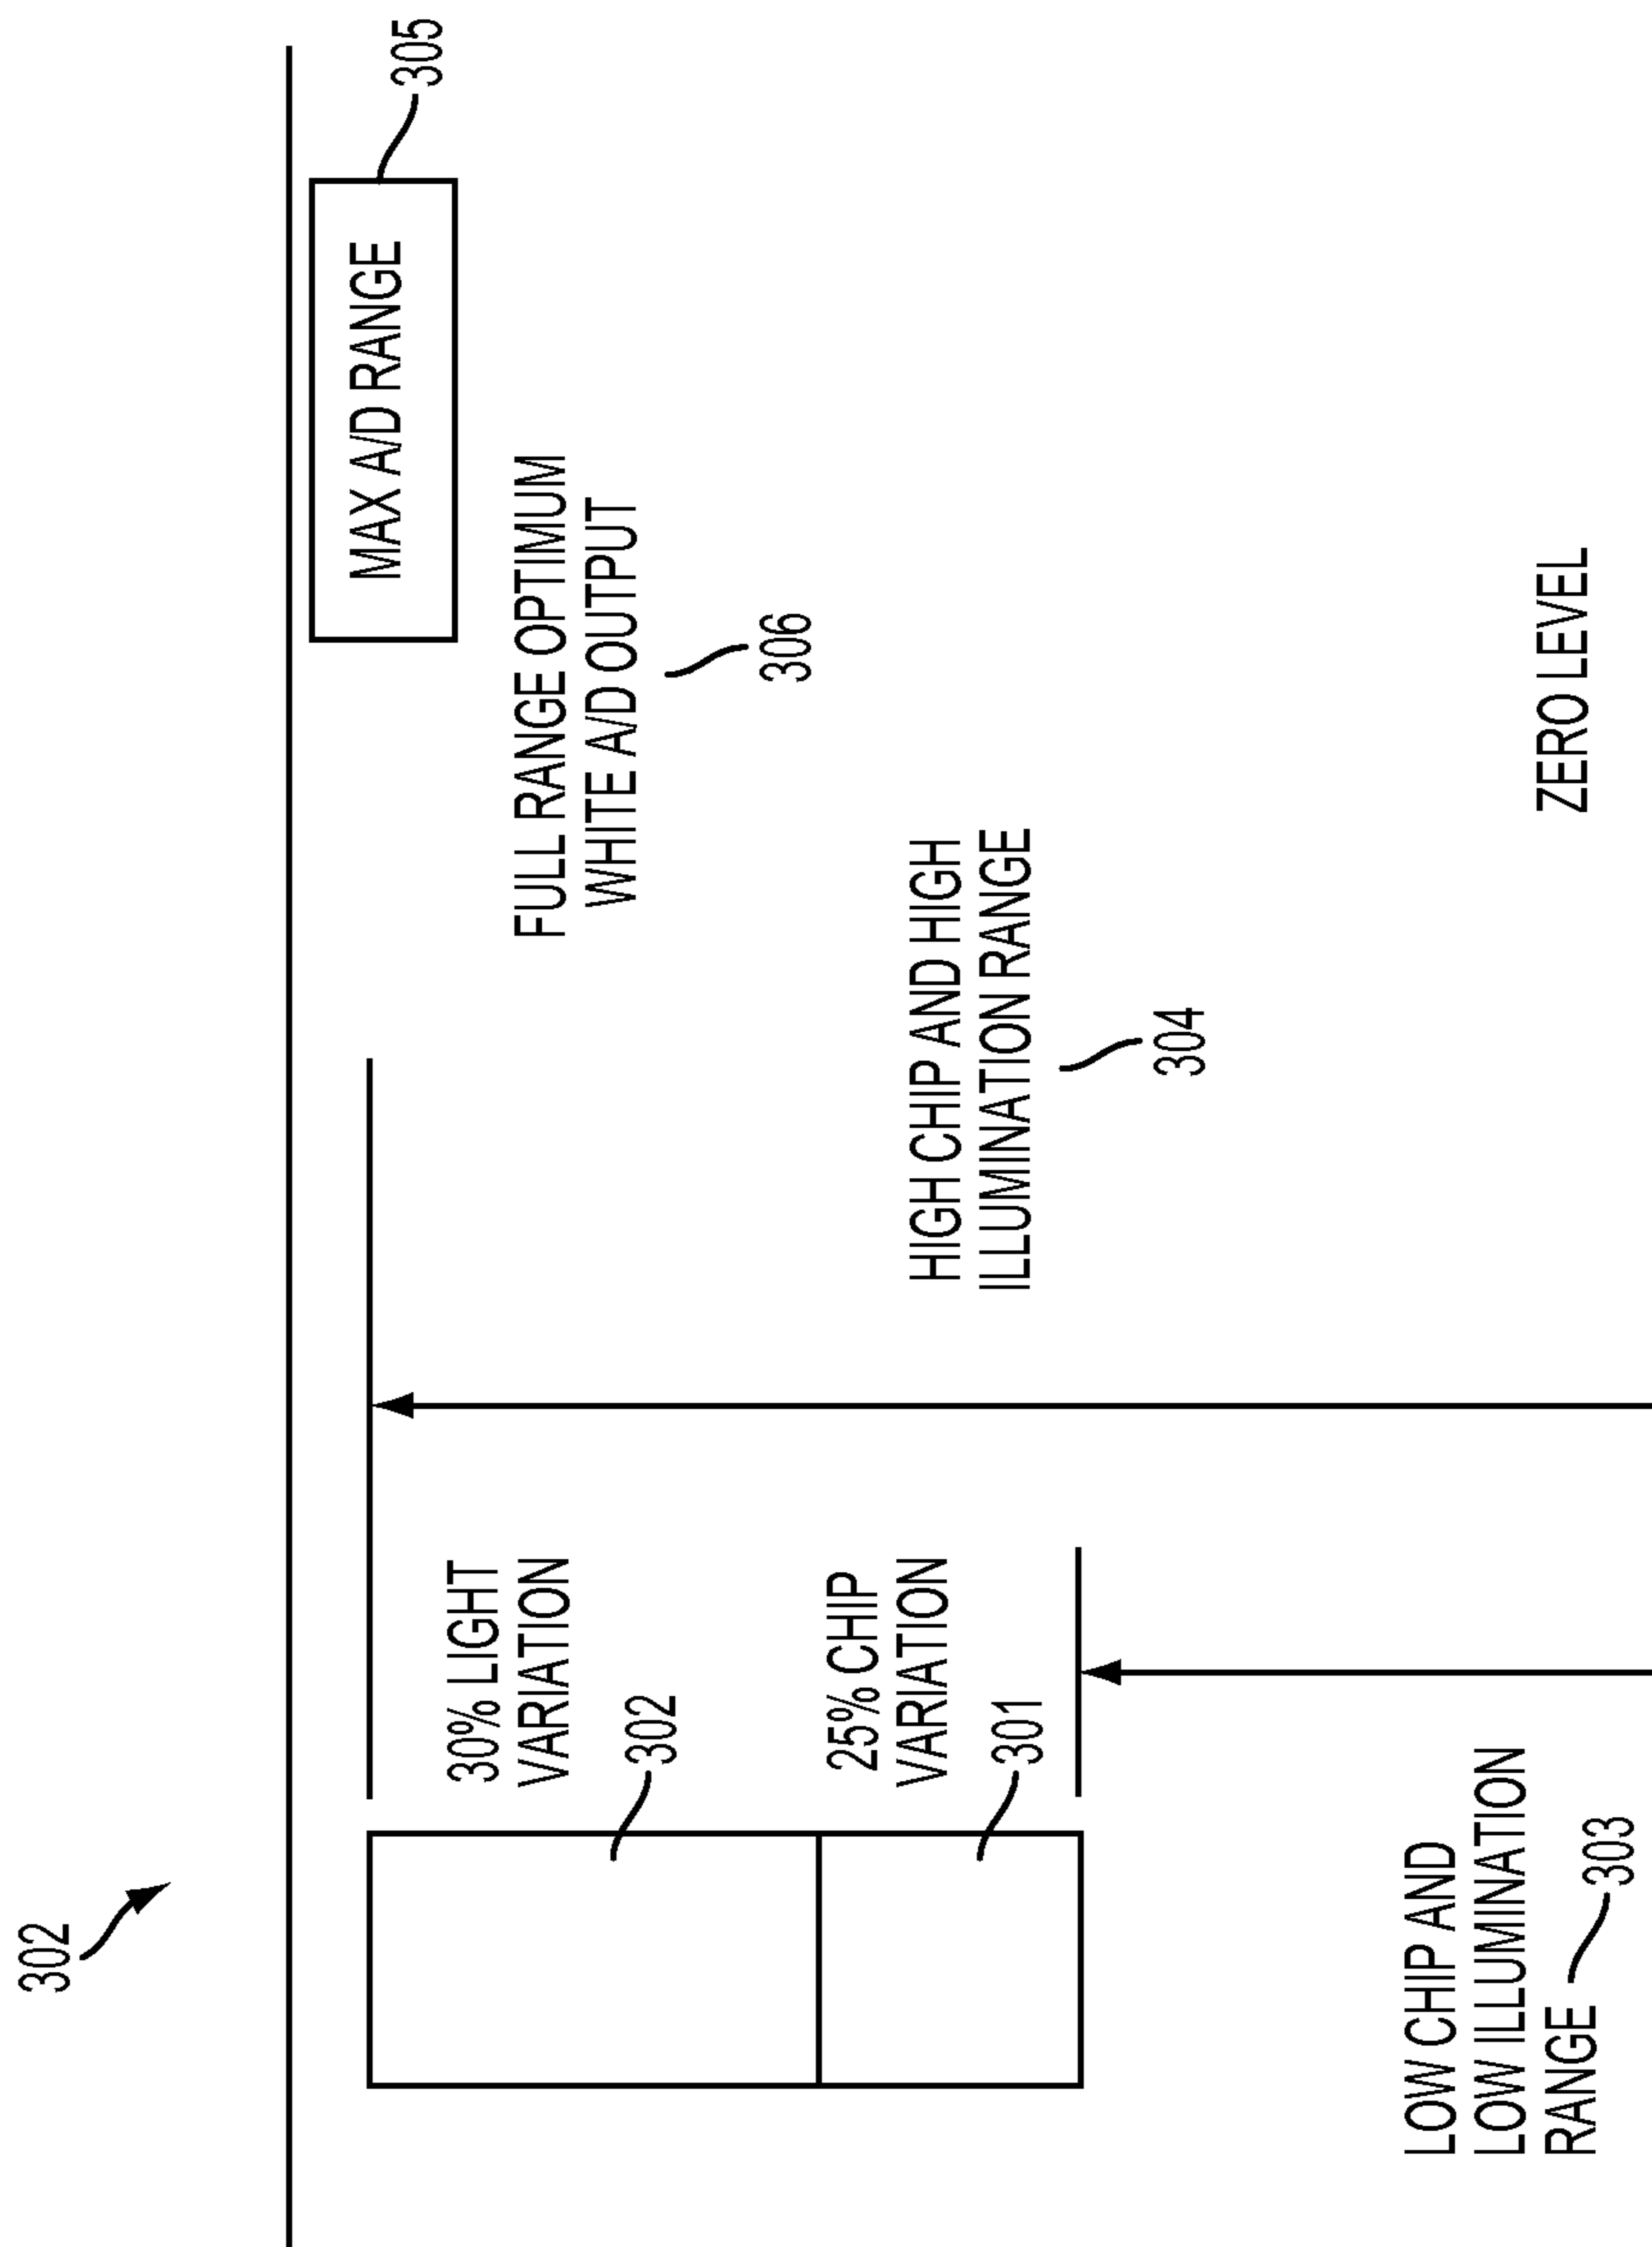 302
305
MAX A/D RANGE
FULL RANGE OPTIMUM
WHITE A/D OUTPUT
306
30% LIGHT
VARIATION
302
25% CHIP
VARIATION
301
HIGH CHIP AND HIGH
ILLUMINATION RANGE
304
LOW CHIP AND
LOW ILLUMINATION
RANGE
303
ZERO LEVEL